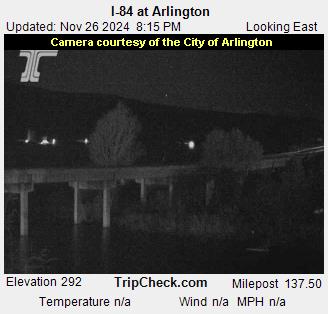 I-84 at Arlington
Updated: Nov 26 2024 8:15 PM Looking East
Camera courtesy of the City of Arlington
Elevation 292 TripCheck.com Milepost 137.50
Temperature n/a Wind n/a MPH n/a